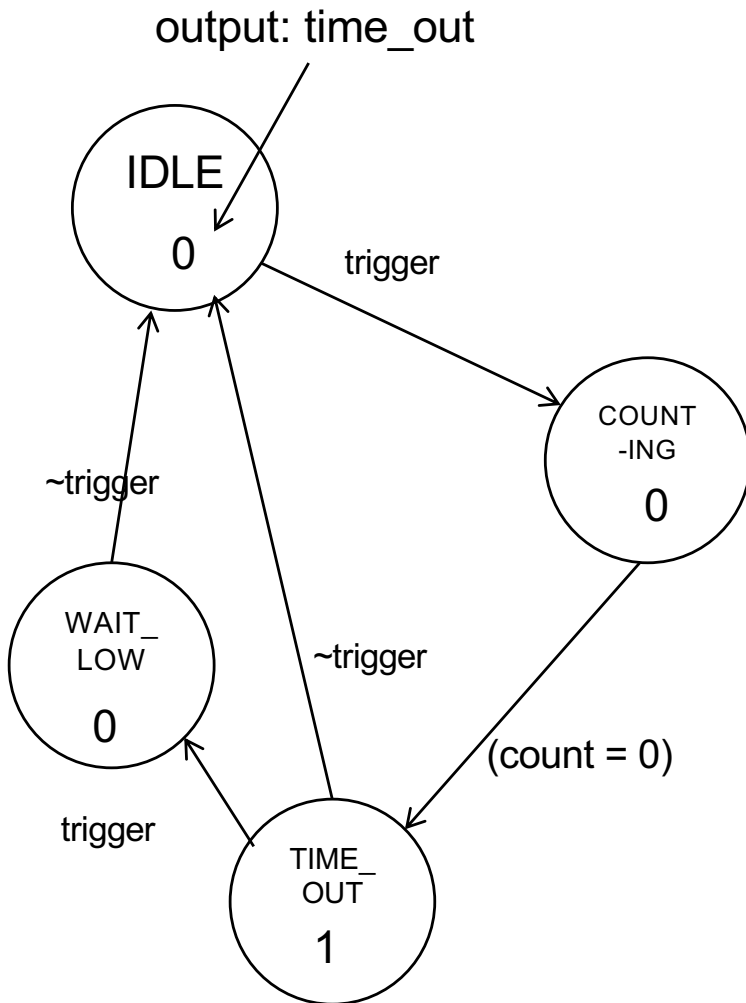 output: time_out
IDLE
0
trigger
COUNT
-ING
0
~trigger
WAIT_
LOW
0
~trigger
(count = 0)
trigger
TIME_
OUT
1